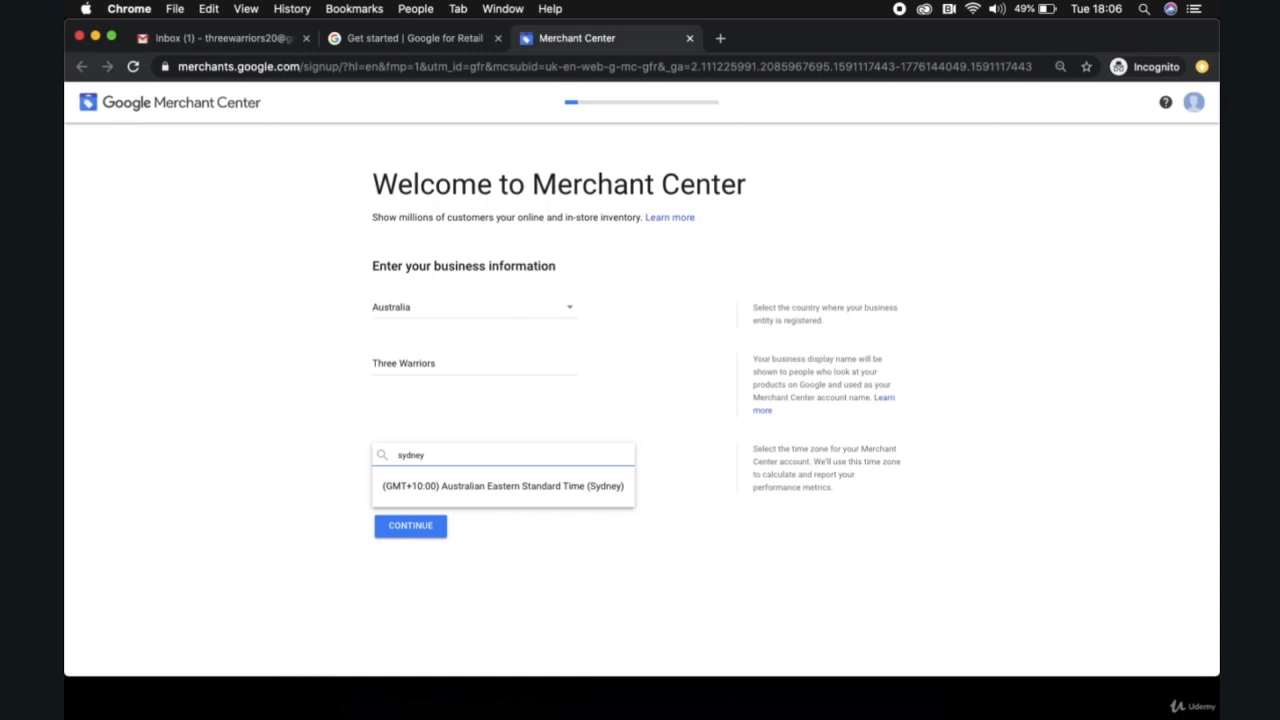 Chrome File Edit View History Bookmarks People Tab Window Help 49% Tue 18:06
Inbox (1) - threewarriors20@g Get started | Google for Retail Merchant Center
merchants.google.com/signup/?hl=en&fmp=1&utm_id=gfr&mcsubid=uk-en-web-g-mc-gfr&_ga=2.111225991.2085967695.1591117443-1776144049.1591117443 Incognito
Google Merchant Center
Welcome to Merchant Center
Show millions of customers your online and in-store inventory. Learn more
Enter your business information
Australia
Select the country where your business
entity is registered.
Three Warriors
Your business display name will be
shown to people who look at your
products on Google and used as your
Merchant Center account name. Learn
more
sydney
(GMT+10:00) Australian Eastern Standard Time (Sydney)
Select the time zone for your Merchant
Center account. We'll use this time zone
to calculate and report your
performance metrics.
CONTINUE
Udemy